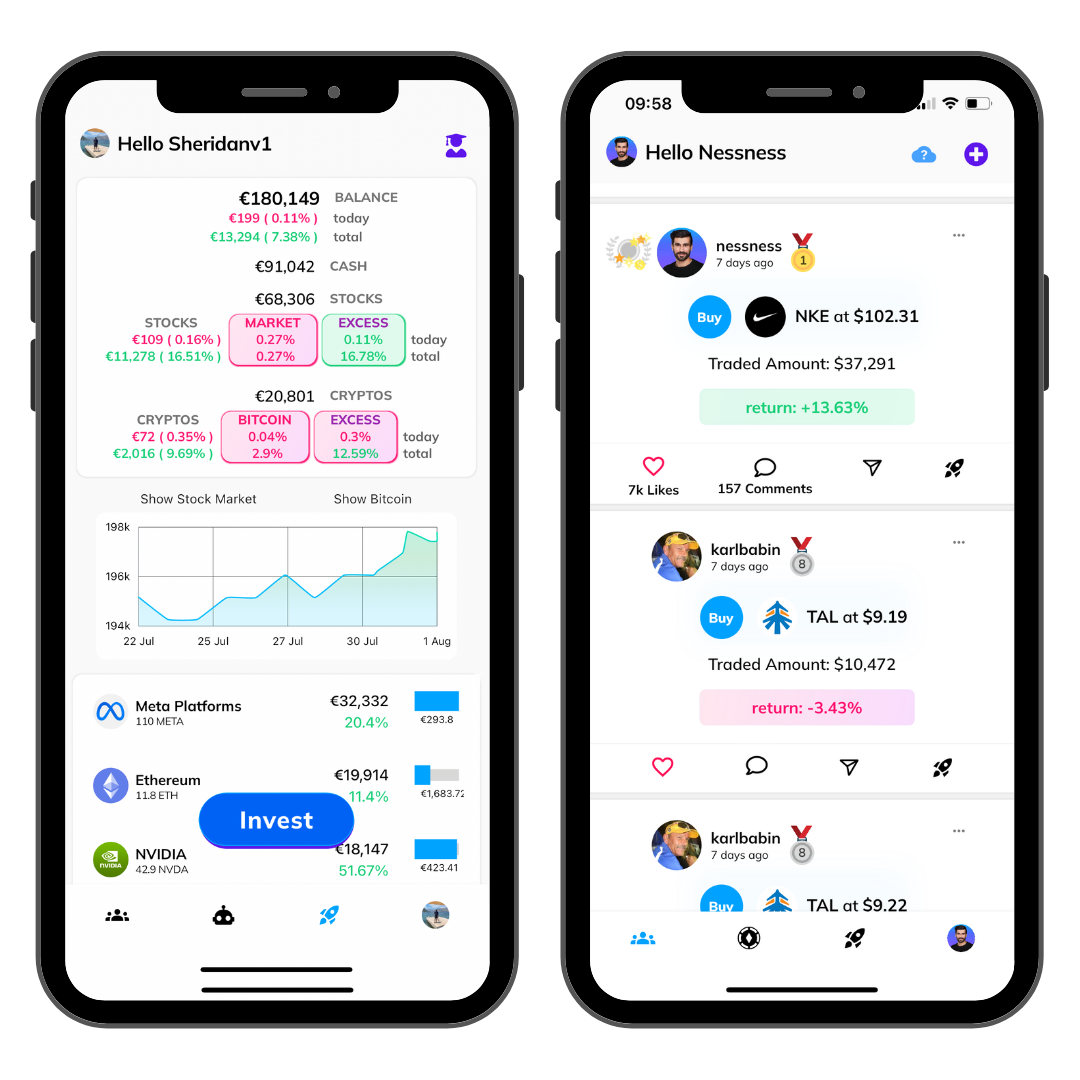 Hello Sheridanv1
€180,149 BALANCE
€199 ( 0.11% ) today
€13,294 ( 7.38% ) total
€91,042 CASH
€68,306 STOCKS
STOCKS MARKET EXCESS
€109 ( 0.16% ) 0.27% 0.11% today
€11,278 ( 16.51% ) 0.27% 16.78% total
€20,801 CRYPTOS
CRYPTOS BITCOIN EXCESS
€72 ( 0.35% ) 0.04% 0.3% today
€2,016 ( 9.69% ) 2.9% 12.59% total
Show Stock Market Show Bitcoin
198k
196k
194k
22 Jul 25 Jul 27 Jul 30 Jul 1 Aug
Meta Platforms €32,332
110 META 20.4% €293.8
Ethereum €19,914
11.8 ETH 11.4% €1,683.72
Invest
NVIDIA €18,147
NVIDIA
42.9 NVDA 51.67% €423.41
09:58
Hello Nessness ?
nessness 1
7 days ago
Buy NKE at $102.31
Traded Amount: $37,291
return: +13.63%
7k Likes 157 Comments
karlbabin 8
7 days ago
Buy TAL at $9.19
Traded Amount: $10,472
return: -3.43%
karlbabin 8
7 days ago
Buy TAL at $9.22